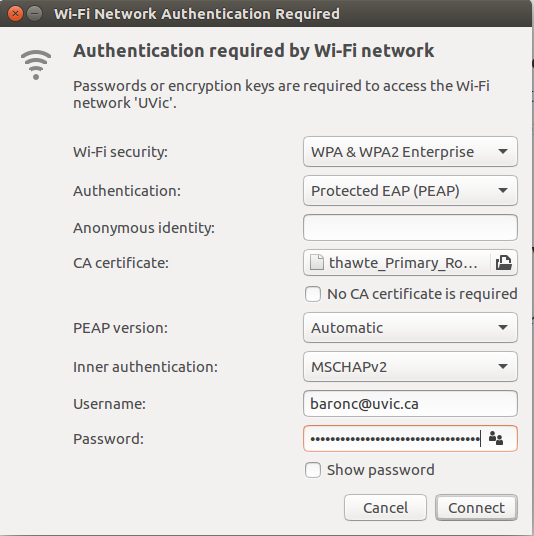 Wi-Fi Network Authentication Required
Authentication required by Wi-Fi network
Passwords or encryption keys are required to access the Wi-Fi
network 'UVic'.
Wi-Fi security: WPA & WPA2 Enterprise
Authentication: Protected EAP (PEAP)
Anonymous identity:
CA certificate: thawte_Primary_Ro...
No CA certificate is required
PEAP version: Automatic
Inner authentication: MSCHAPv2
Username: baronc@uvic.ca
Password: ••••••••••••••••••••••••••••••••••
Show password
Cancel Connect